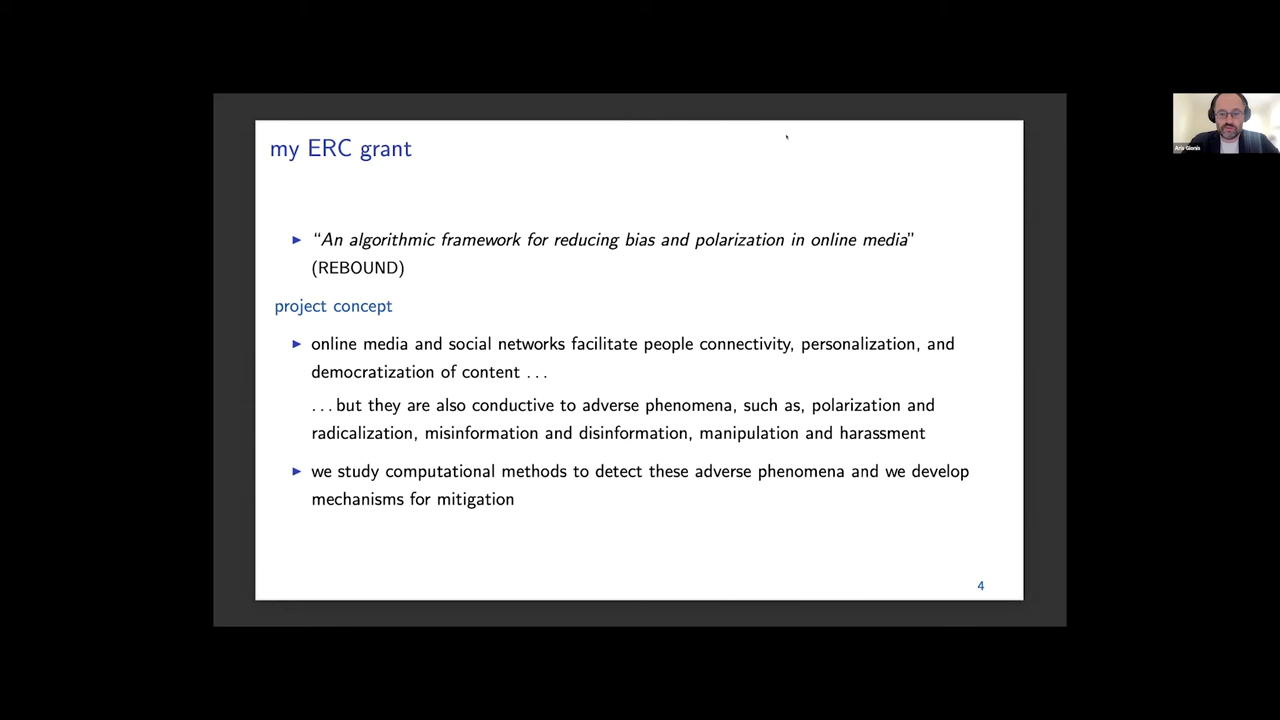 my ERC grant
► “An algorithmic framework for reducing bias and polarization in online media”
(REBOUND)
project concept
► online media and social networks facilitate people connectivity, personalization, and
democratization of content ...
... but they are also conductive to adverse phenomena, such as, polarization and
radicalization, misinformation and disinformation, manipulation and harassment
► we study computational methods to detect these adverse phenomena and we develop
mechanisms for mitigation
4
Aris Gionis